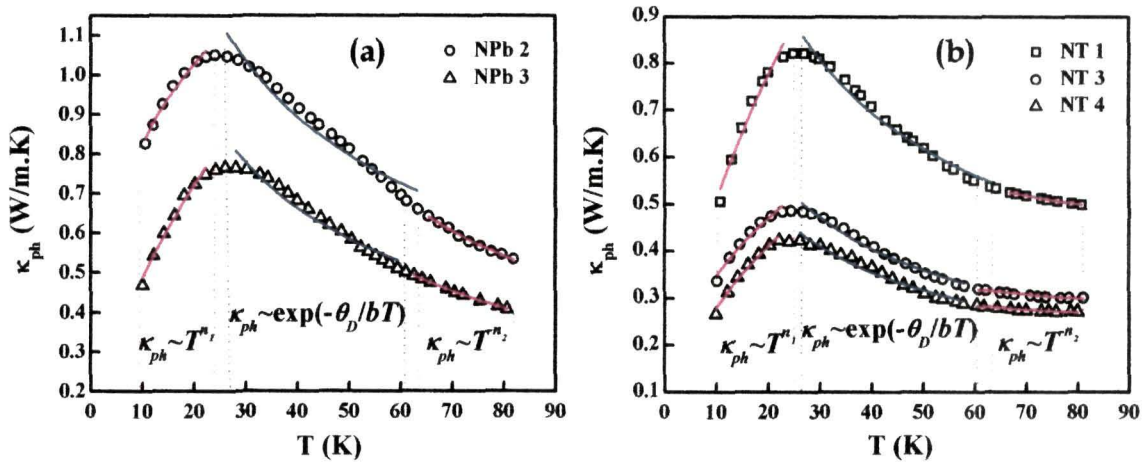 (a)
NPb 2
NPb 3
1.1
1.0
0.9
0.8
0.7
0.6
0.5
0.4
0.3
0.2
κph (W/m.K)
κph~T^n1
κph~exp(-θD/bT)
κph~T^-n2
0 10 20 30 40 50 60 70 80 90
T (K)
(b)
NT 1
NT 3
NT 4
0.9
0.8
0.7
0.6
0.5
0.4
0.3
0.2
0.1
κph (W/m.K)
κph~T^n1
κph~exp(-θD/bT)
κph~T^-n2
0 10 20 30 40 50 60 70 80 90
T (K)